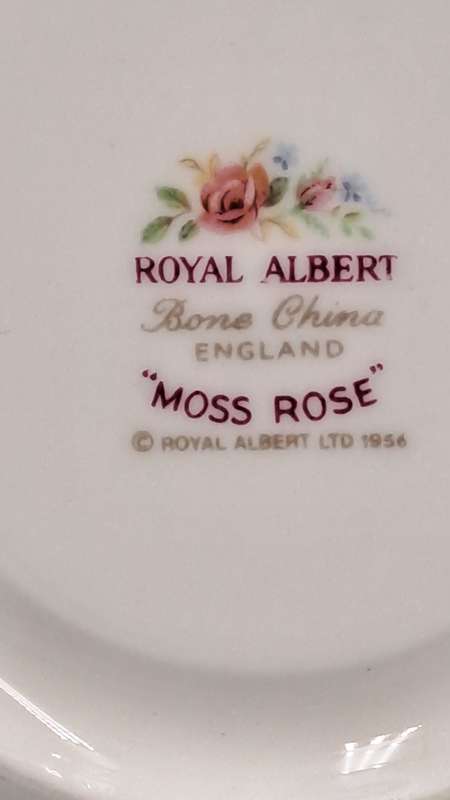 ROYAL ALBERT
Bone China
ENGLAND
"MOSS ROSE"
© ROYAL ALBERT LTD 1956